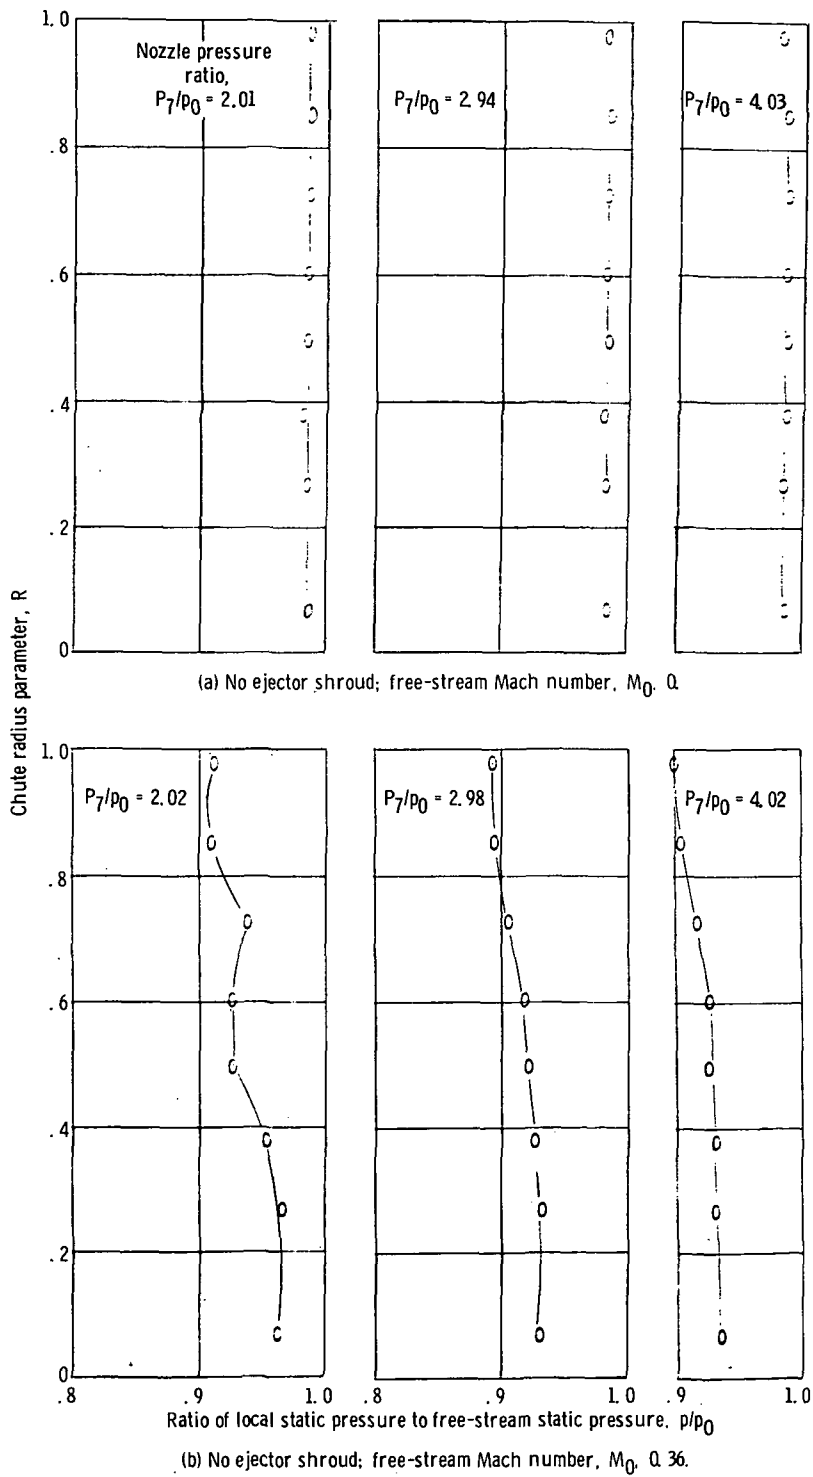 1.0
Nozzle pressure
ratio,
P7/p0 = 2.01
P7/p0 = 2.94
P7/p0 = 4.03
.8
.6
.4
.2
0
Chute radius parameter, R
(a) No ejector shroud; free-stream Mach number, M0. 0.
1.0
P7/p0 = 2.02
P7/p0 = 2.98
P7/p0 = 4.02
.8
.6
.4
.2
0
.8 .9 1.0 .8 .9 1.0 .9 1.0
Ratio of local static pressure to free-stream static pressure, p/p0
(b) No ejector shroud; free-stream Mach number, M0. 0.36.